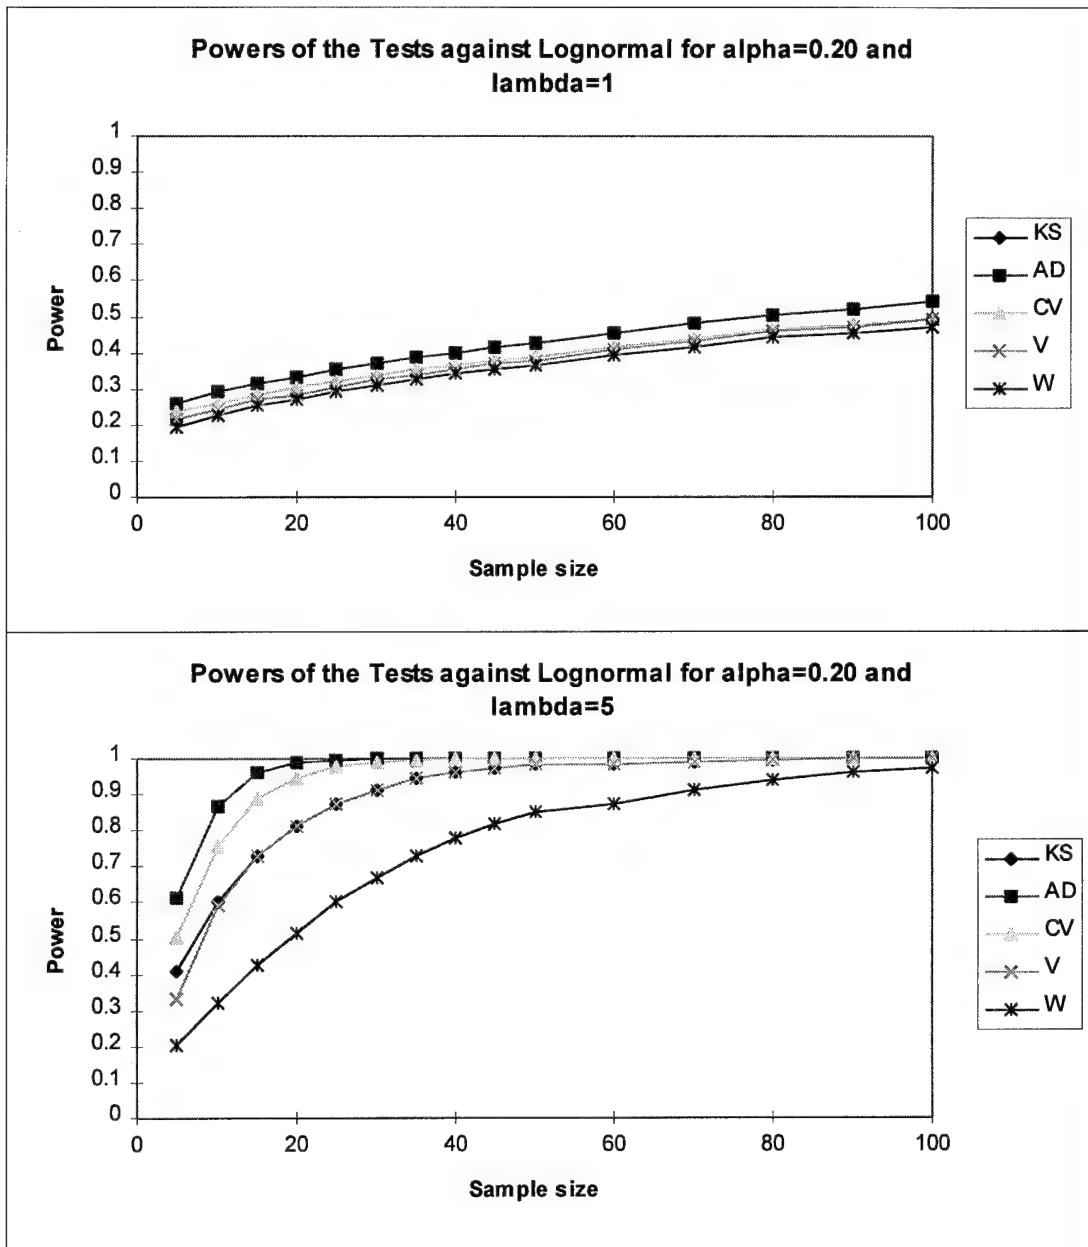 Powers of the Tests against Lognormal for alpha=0.20 and
lambda=1
1
0.9
0.8
0.7
0.6
0.5
0.4
0.3
0.2
0.1
0
Power
0 20 40 60 80 100
Sample size
KS
AD
CV
V
W
Powers of the Tests against Lognormal for alpha=0.20 and
lambda=5
1
0.9
0.8
0.7
0.6
0.5
0.4
0.3
0.2
0.1
0
Power
0 20 40 60 80 100
Sample size
KS
AD
CV
V
W